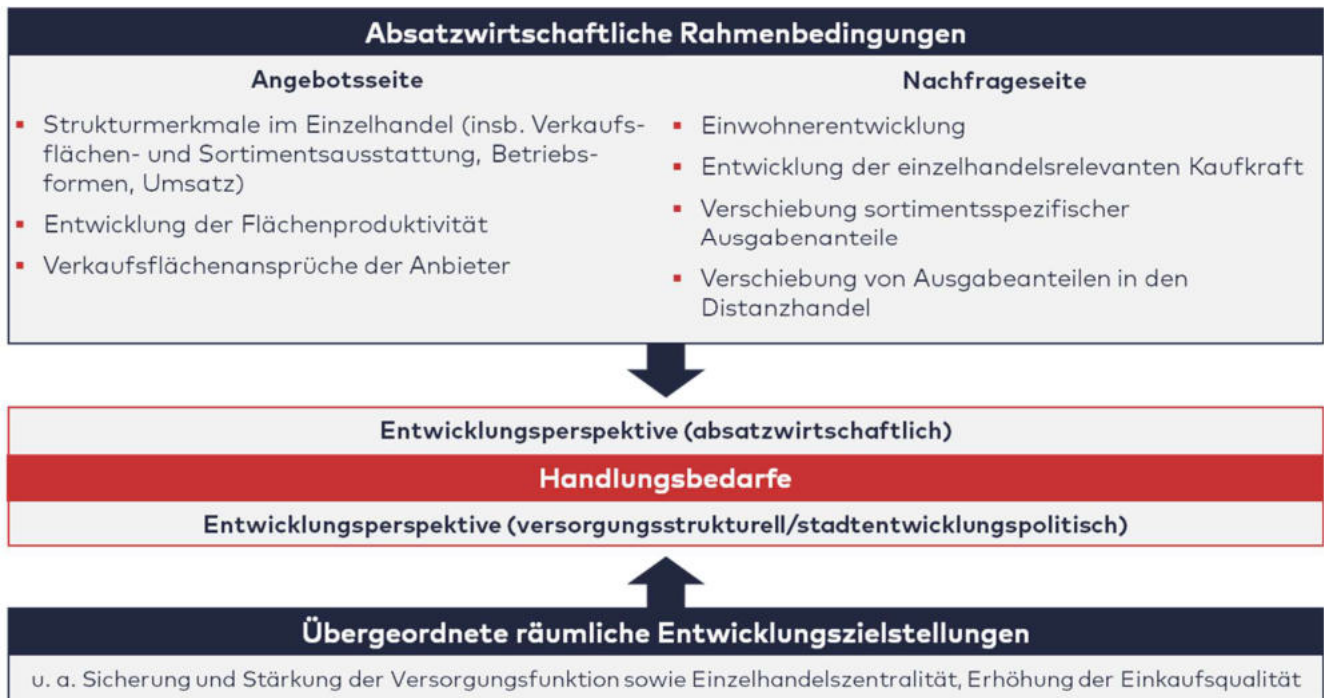 Absatzwirtschaftliche Rahmenbedingungen
Angebotsseite
Strukturmerkmale im Einzelhandel (insb. Verkaufs-
flächen- und Sortimentsausstattung, Betriebs-
formen, Umsatz)
Entwicklung der Flächenproduktivität
Verkaufsflächenansprüche der Anbieter
Nachfrageseite
Einwohnerentwicklung
Entwicklung der einzelhandelsrelevanten Kaufkraft
Verschiebung sortimentsspezifischer
Ausgabenanteile
Verschiebung von Ausgabeanteilen in den
Distanzhandel
Entwicklungsperspektive (absatzwirtschaftlich)
Handlungsbedarfe
Entwicklungsperspektive (versorgungsstrukturell/stadtentwicklungspolitisch)
Übergeordnete räumliche Entwicklungszielstellungen
u. a. Sicherung und Stärkung der Versorgungsfunktion sowie Einzelhandelszentralität, Erhöhung der Einkaufsqualität